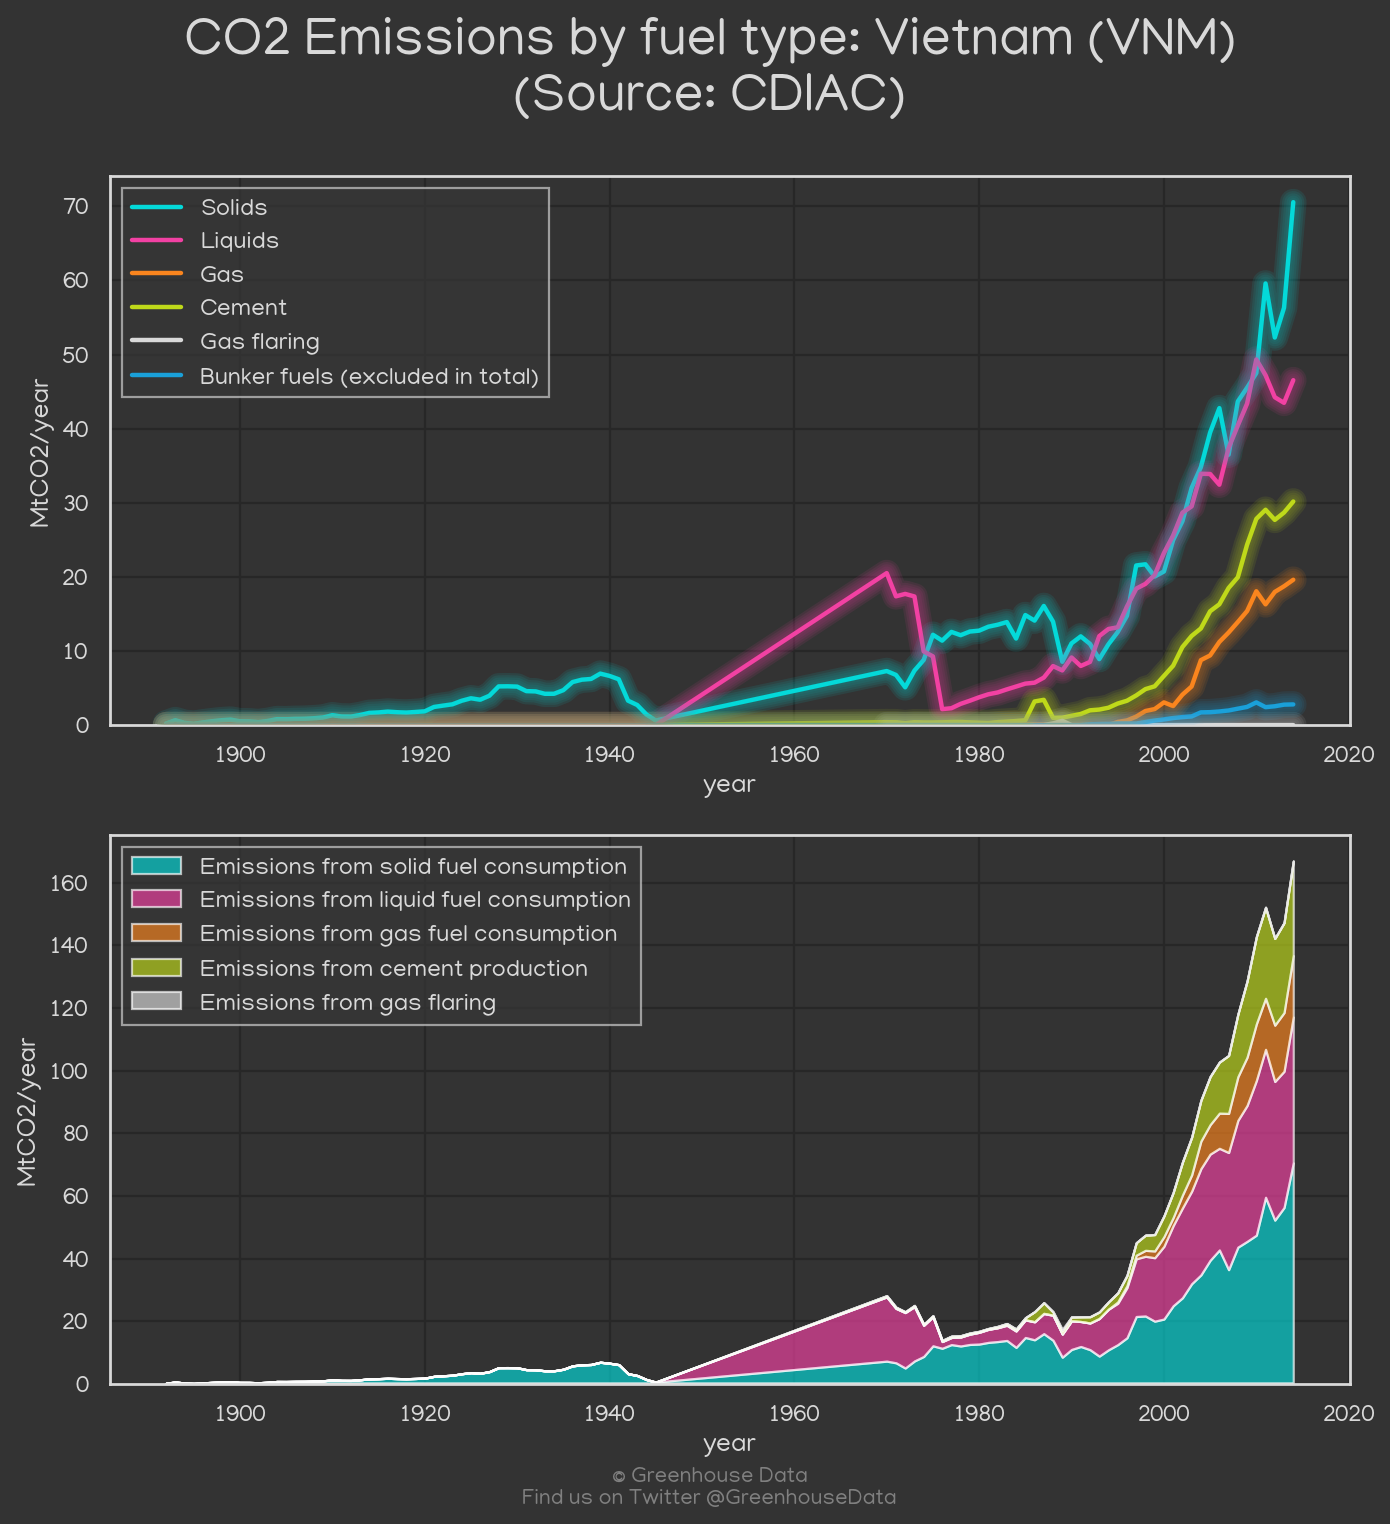 CO2 Emissions by fuel type: Vietnam (VNM)
(Source: CDIAC)
Solids
Liquids
Gas
Cement
Gas flaring
Bunker fuels (excluded in total)
70
60
50
40
30
20
10
0
MtCO2/year
1900 1920 1940 1960 1980 2000 2020
year
Emissions from solid fuel consumption
Emissions from liquid fuel consumption
Emissions from gas fuel consumption
Emissions from cement production
Emissions from gas flaring
160
140
120
100
80
60
40
20
0
MtCO2/year
1900 1920 1940 1960 1980 2000 2020
year
© Greenhouse Data
Find us on Twitter @GreenhouseData